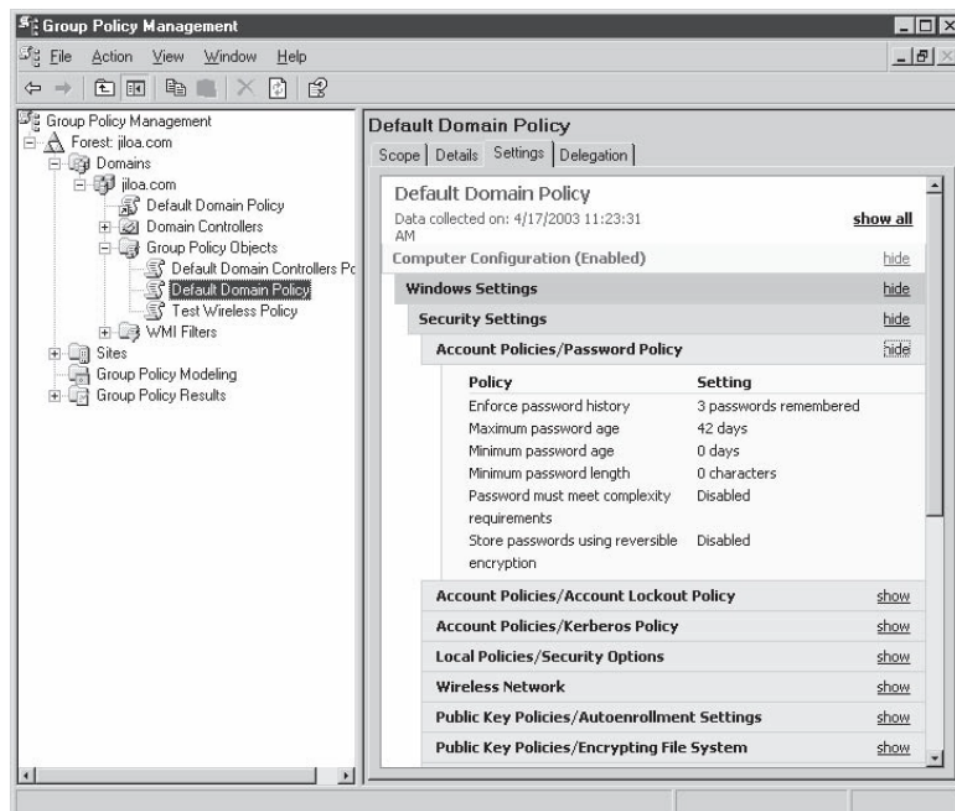 Group Policy Management
File Action View Window Help
Group Policy Management
Forest: jiloa.com
Domains
jiloa.com
Default Domain Policy
Domain Controllers
Group Policy Objects
Default Domain Controllers Pc
Default Domain Policy
Test Wireless Policy
WMI Filters
Sites
Group Policy Modeling
Group Policy Results
Default Domain Policy
Scope Details Settings Delegation
Default Domain Policy
Data collected on: 4/17/2003 11:23:31
AM
show all
Computer Configuration (Enabled) hide
Windows Settings hide
Security Settings hide
Account Policies/Password Policy hide
Policy Setting
Enforce password history 3 passwords remembered
Maximum password age 42 days
Minimum password age 0 days
Minimum password length 0 characters
Password must meet complexity Disabled
requirements
Store passwords using reversible Disabled
encryption
Account Policies/Account Lockout Policy show
Account Policies/Kerberos Policy show
Local Policies/Security Options show
Wireless Network show
Public Key Policies/Autoenrollment Settings show
Public Key Policies/Encrypting File System show